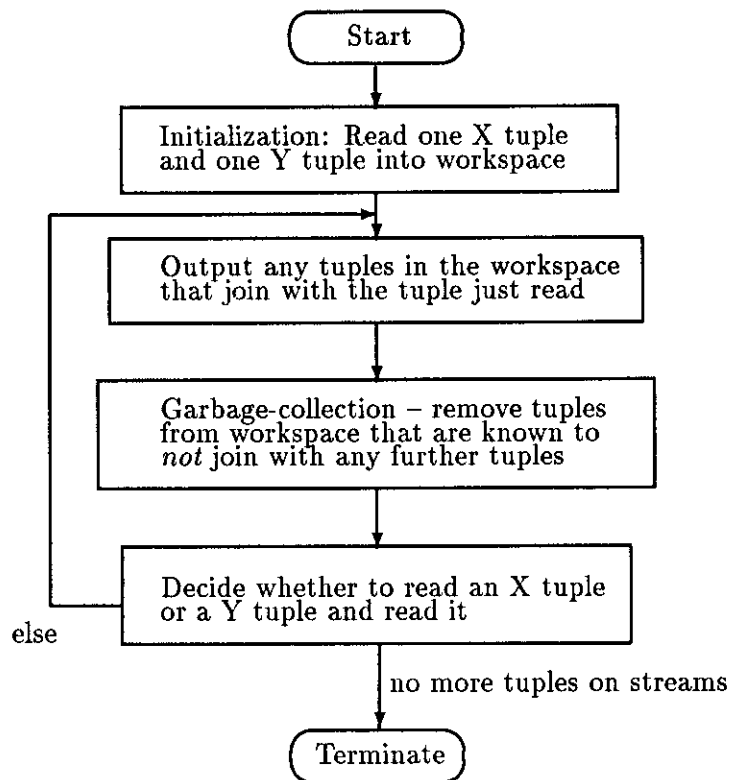 Start
Initialization: Read one X tuple
and one Y tuple into workspace
Output any tuples in the workspace
that join with the tuple just read
Garbage-collection – remove tuples
from workspace that are known to
not join with any further tuples
Decide whether to read an X tuple
or a Y tuple and read it
else
no more tuples on streams
Terminate